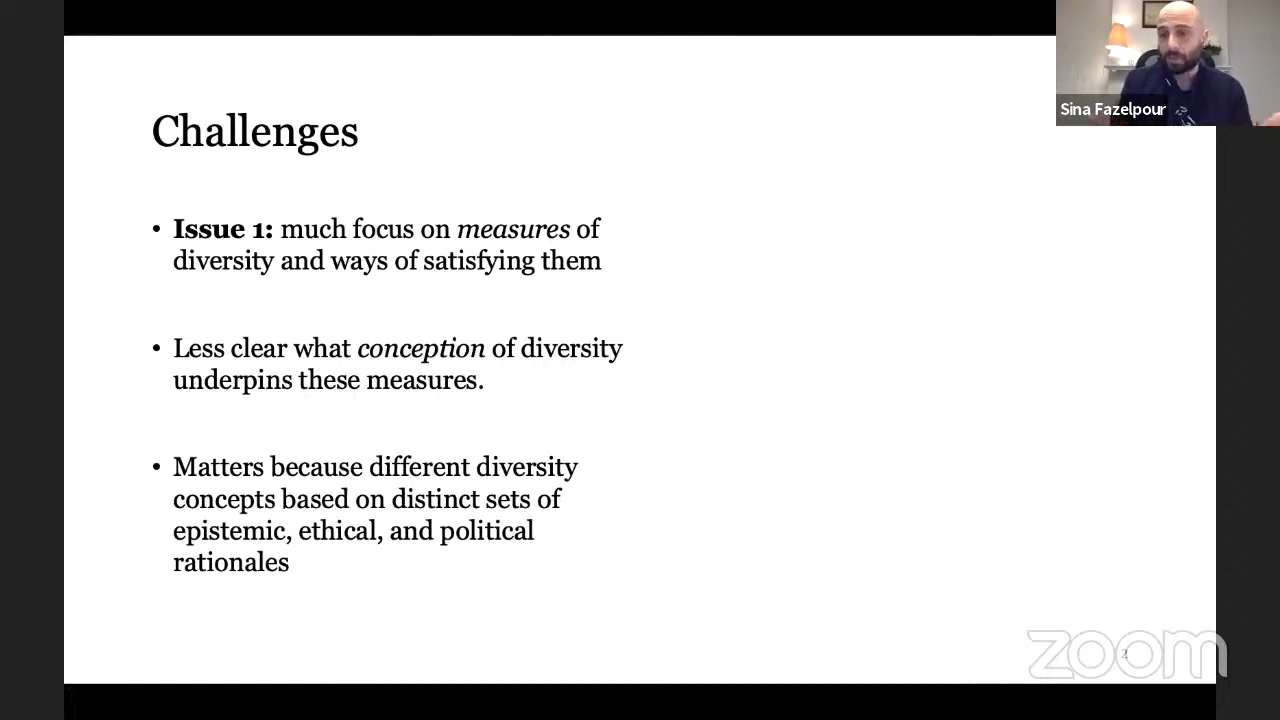 Sina Fazelpour
Challenges
• Issue 1: much focus on measures of
diversity and ways of satisfying them
• Less clear what conception of diversity
underpins these measures.
• Matters because different diversity
concepts based on distinct sets of
epistemic, ethical, and political
rationales
zoom
2